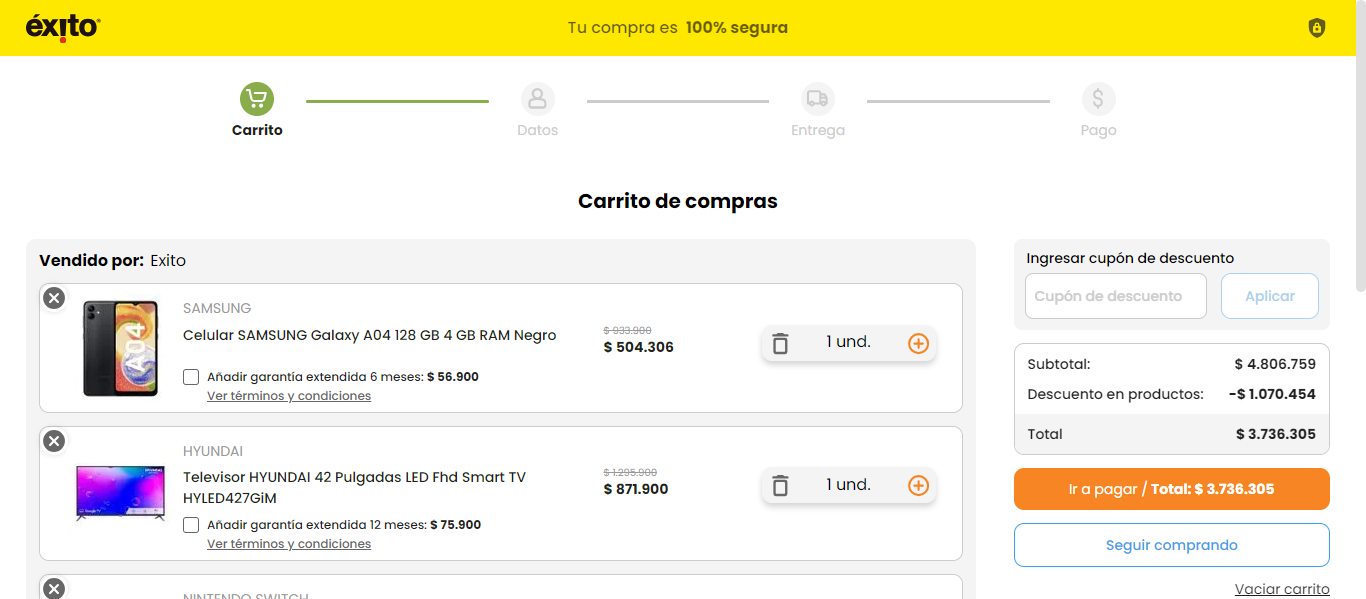 éxito
Tu compra es 100% segura
Carrito
Datos
Entrega
Pago
Carrito de compras
Vendido por: Exito
SAMSUNG
Celular SAMSUNG Galaxy A04 128 GB 4 GB RAM Negro
$ 933.900
$ 504.306
1 und.
Añadir garantía extendida 6 meses: $ 56.900
Ver términos y condiciones
A04
HYUNDAI
Televisor HYUNDAI 42 Pulgadas LED Fhd Smart TV
HYLED427GiM
$ 1.295.900
$ 871.900
1 und.
Añadir garantía extendida 12 meses: $ 75.900
Ver términos y condiciones
NINTENDO SWITCH
Ingresar cupón de descuento
Cupón de descuento
Aplicar
Subtotal: $ 4.806.759
Descuento en productos: -$ 1.070.454
Total $ 3.736.305
Ir a pagar / Total: $ 3.736.305
Seguir comprando
Vaciar carrito